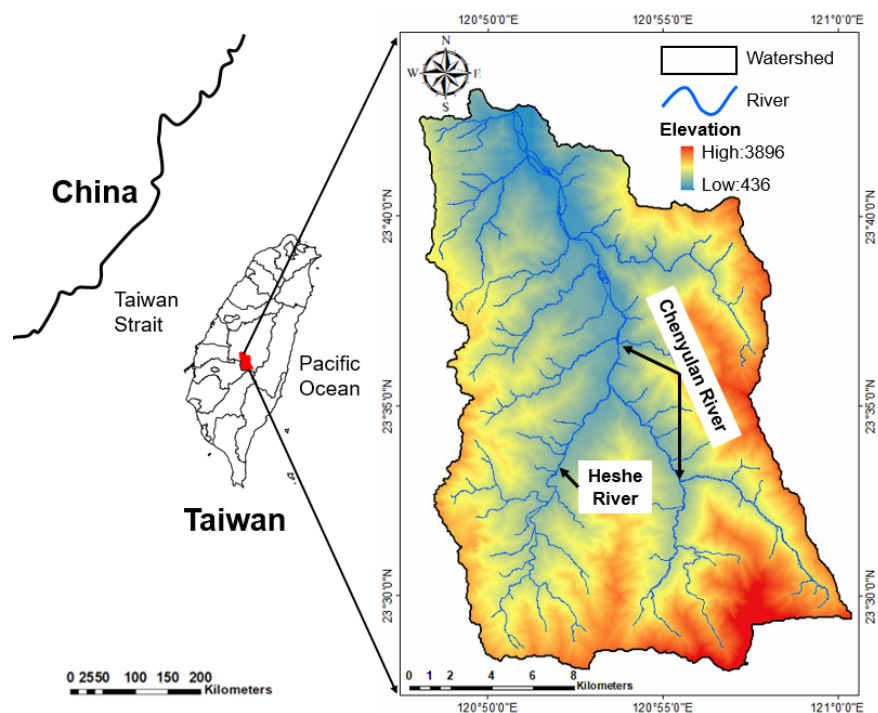 120°50'0"E
120°55'0"E
121°0'0"E
N
W
E
S
Watershed
River
Elevation
High:3896
Low:436
China
Taiwan
Strait
Pacific
Ocean
Taiwan
23°40'0"N
23°35'0"N
23°30'0"N
23°40'0"N
23°35'0"N
23°30'0"N
Chenyulan River
Heshe
River
0 25 50 100 150 200
Kilometers
0 1 2 4 6 8
Kilometers
120°50'0"E
120°55'0"E
121°0'0"E